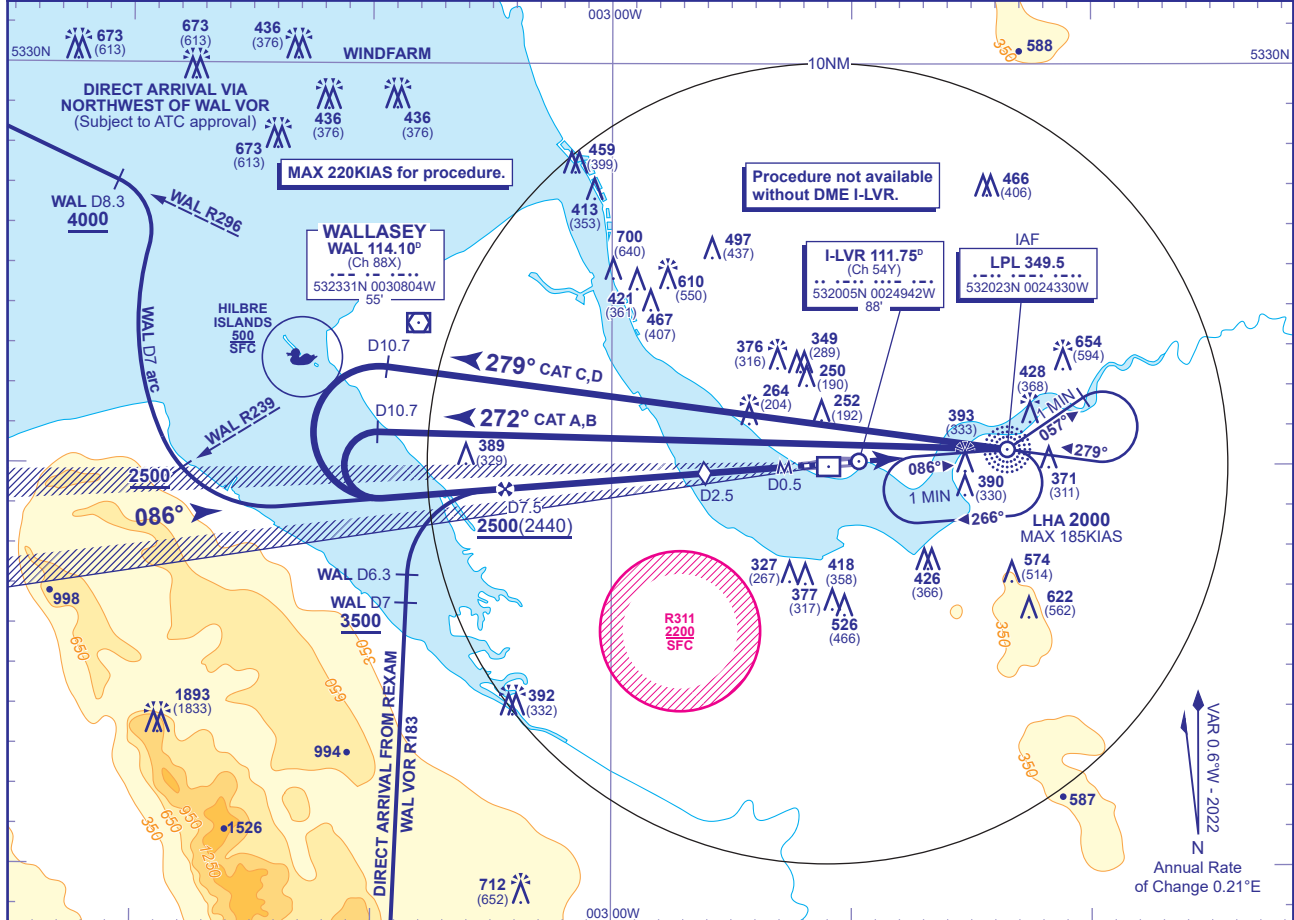 003 00W
673
(613)
673
(613)
436
(376)
588
350
5330N
WINDFARM
10NM
5330N
DIRECT ARRIVAL VIA
NORTHWEST OF WAL VOR
(Subject to ATC approval)
436
(376)
436
(376)
673
(613)
MAX 220KIAS for procedure.
459
(399)
413
(353)
Procedure not available
without DME I-LVR.
466
(406)
WAL D8.3
4000
WAL R296
WALLASEY
WAL 114.10ᴰ
(Ch 88X)
·-- ·- ·-··
532331N 0030804W
55'
700
(640)
497
(437)
610
(550)
421
(361)
467
(407)
I-LVR 111.75ᴰ
(Ch 54Y)
·· ·-·· ···- ·-·
532005N 0024942W
88'
IAF
LPL 349.5
·-·· ·--· ·-··
532023N 0024330W
HILBRE
ISLANDS
500
SFC
WAL D7 arc
D10.7
279° CAT C,D
376
(316)
349
(289)
250
(190)
654
(594)
428
(368)
264
(204)
252
(192)
1 MIN
057°
D10.7
272° CAT A,B
393
(333)
279°
WAL R239
389
(329)
086°
390
(330)
371
(311)
2500
D2.5
M
D0.5
1 MIN
266°
086°
D7.5
2500(2440)
LHA 2000
MAX 185KIAS
WAL D6.3
WAL D7
3500
327
(267)
418
(358)
377
(317)
526
(466)
426
(366)
574
(514)
622
(562)
350
998
650
R311
2200
SFC
350
650
1893
(1833)
392
(332)
994
DIRECT ARRIVAL FROM REXAM
WAL VOR R183
350
587
VAR 0.6°W - 2022
N
Annual Rate
of Change 0.21°E
950
650
350
1250
1526
712
(652)
003 00W